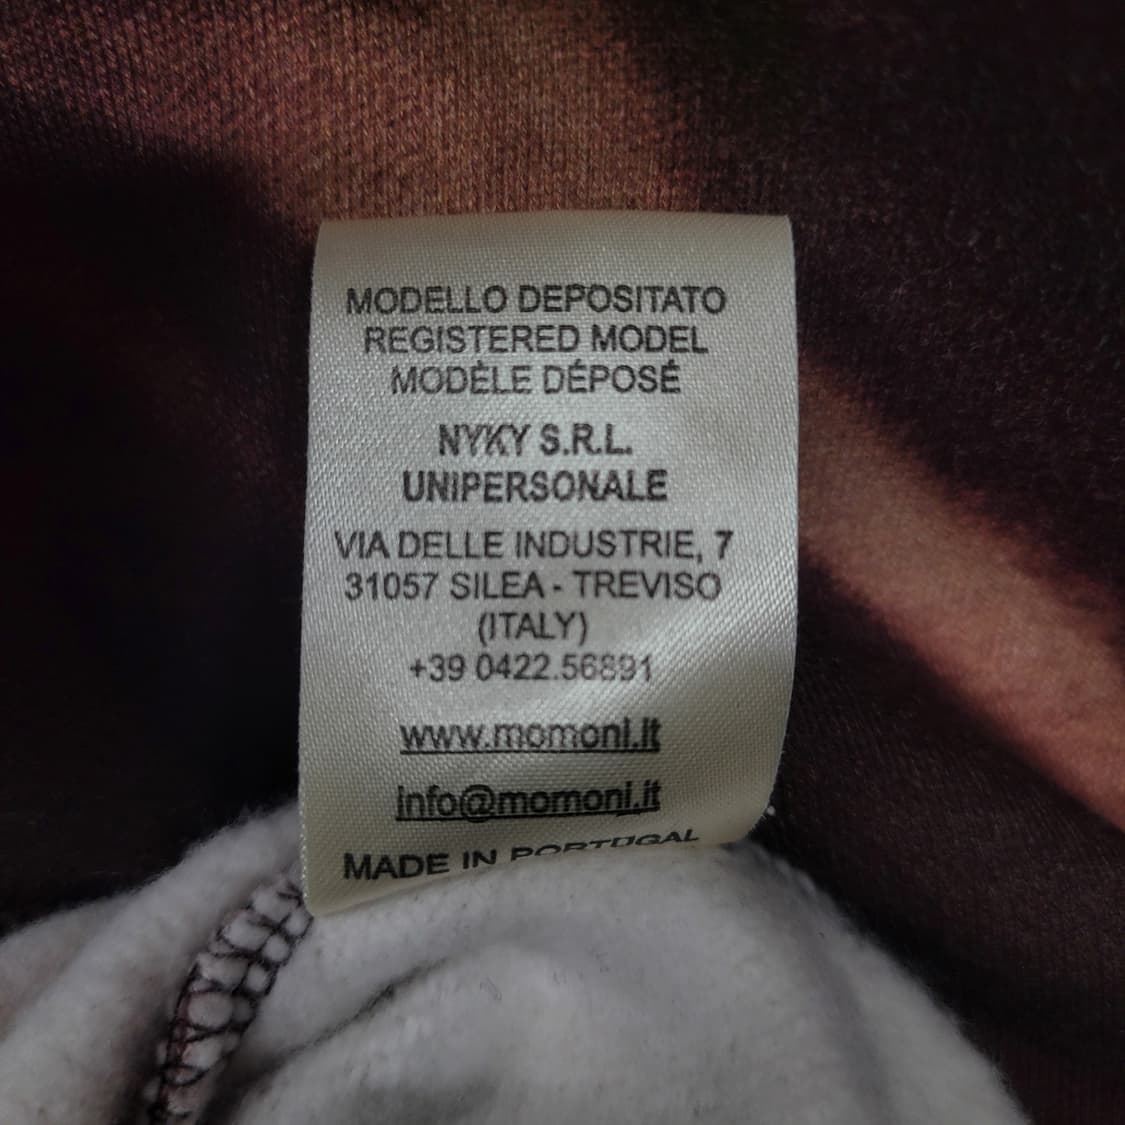 MODELLO DEPOSITATO
REGISTERED MODEL
MODÈLE DÉPOSÉ
NYKY S.R.L.
UNIPERSONALE
VIA DELLE INDUSTRIE, 7
31057 SILEA - TREVISO
(ITALY)
+39 0422.56891
www.momoni.it
info@momoni.it
MADE IN PORTUGAL